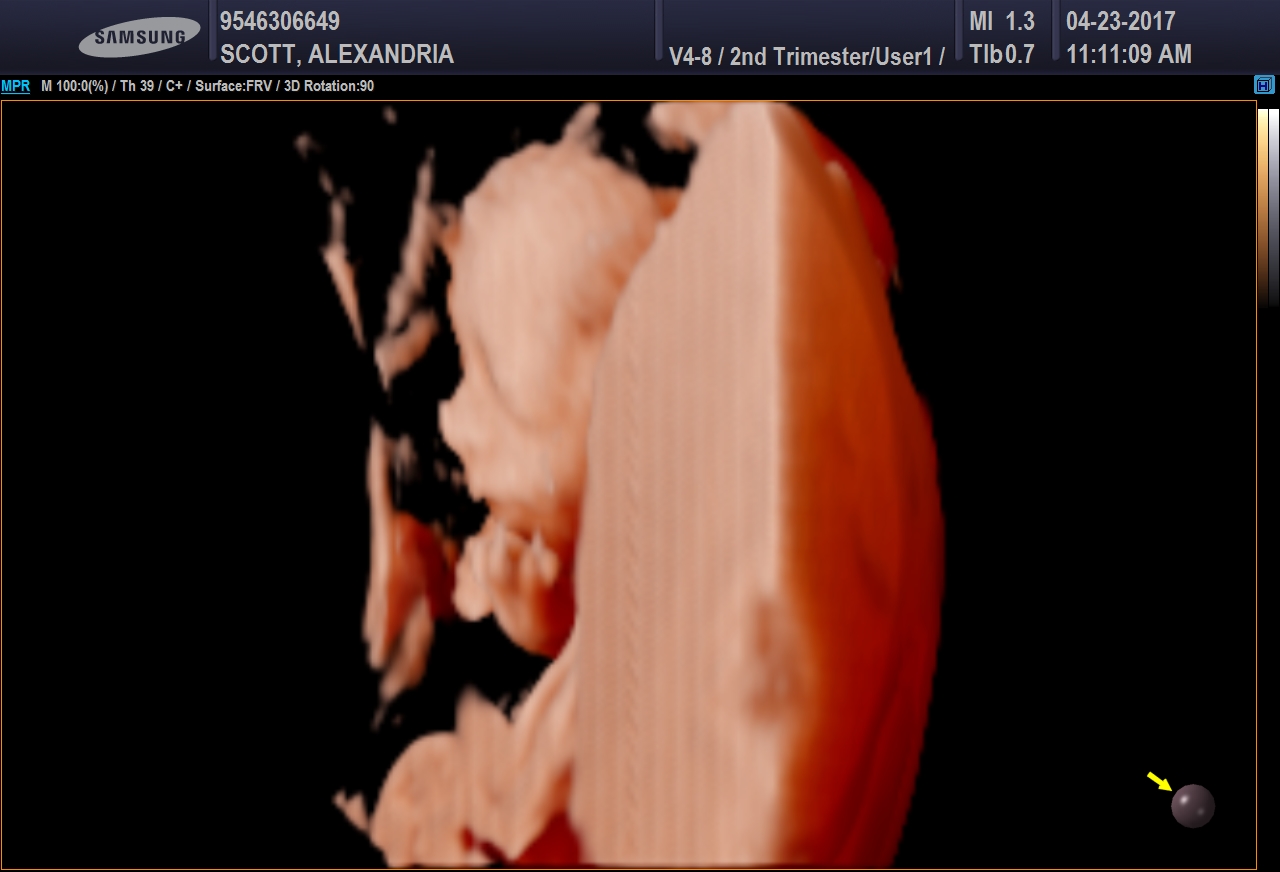 SAMSUNG
9546306649
SCOTT, ALEXANDRIA
V4-8 / 2nd Trimester/User1 /
MI 1.3
TIb 0.7
04-23-2017
11:11:09 AM
MPR M 100:0(%) / Th 39 / C+ / Surface:FRV / 3D Rotation:90